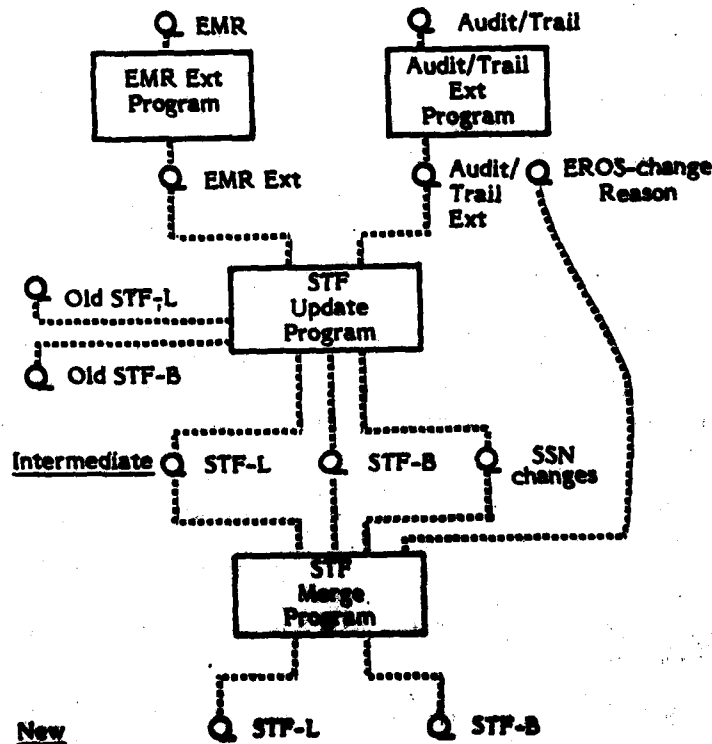 EMR
Audit/Trail
EMR Ext
Program
Audit/Trail
Ext
Program
EMR Ext
Audit/
Trail
Ext
EROS-change
Reason
STF
Update
Program
Old STF-L
Old STF-B
Intermediate
STF-L
STF-B
SSN
changes
STF
Merge
Program
New
STF-L
STF-B